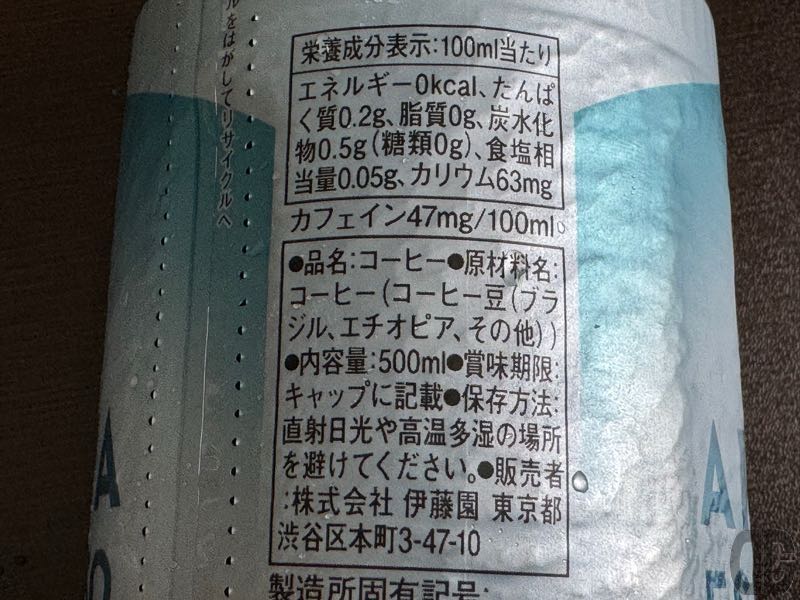 ルをはがしてリサイクルへ
栄養成分表示:100ml当たり
エネルギー0kcal、たんぱ
く質0.2g、脂質0g、炭水化
物0.5g(糖類0g)、食塩相
当量0.05g、カリウム63mg
カフェイン47mg/100ml。
●品名:コーヒー●原材料名:
コーヒー(コーヒー豆(ブラ
ジル、エチオピア、その他))
●内容量:500ml●賞味期限:
キャップに記載●保存方法:
直射日光や高温多湿の場所
を避けてください。●販売者
:株式会社 伊藤園 東京都
渋谷区本町3-47-10
製造所固有記号: